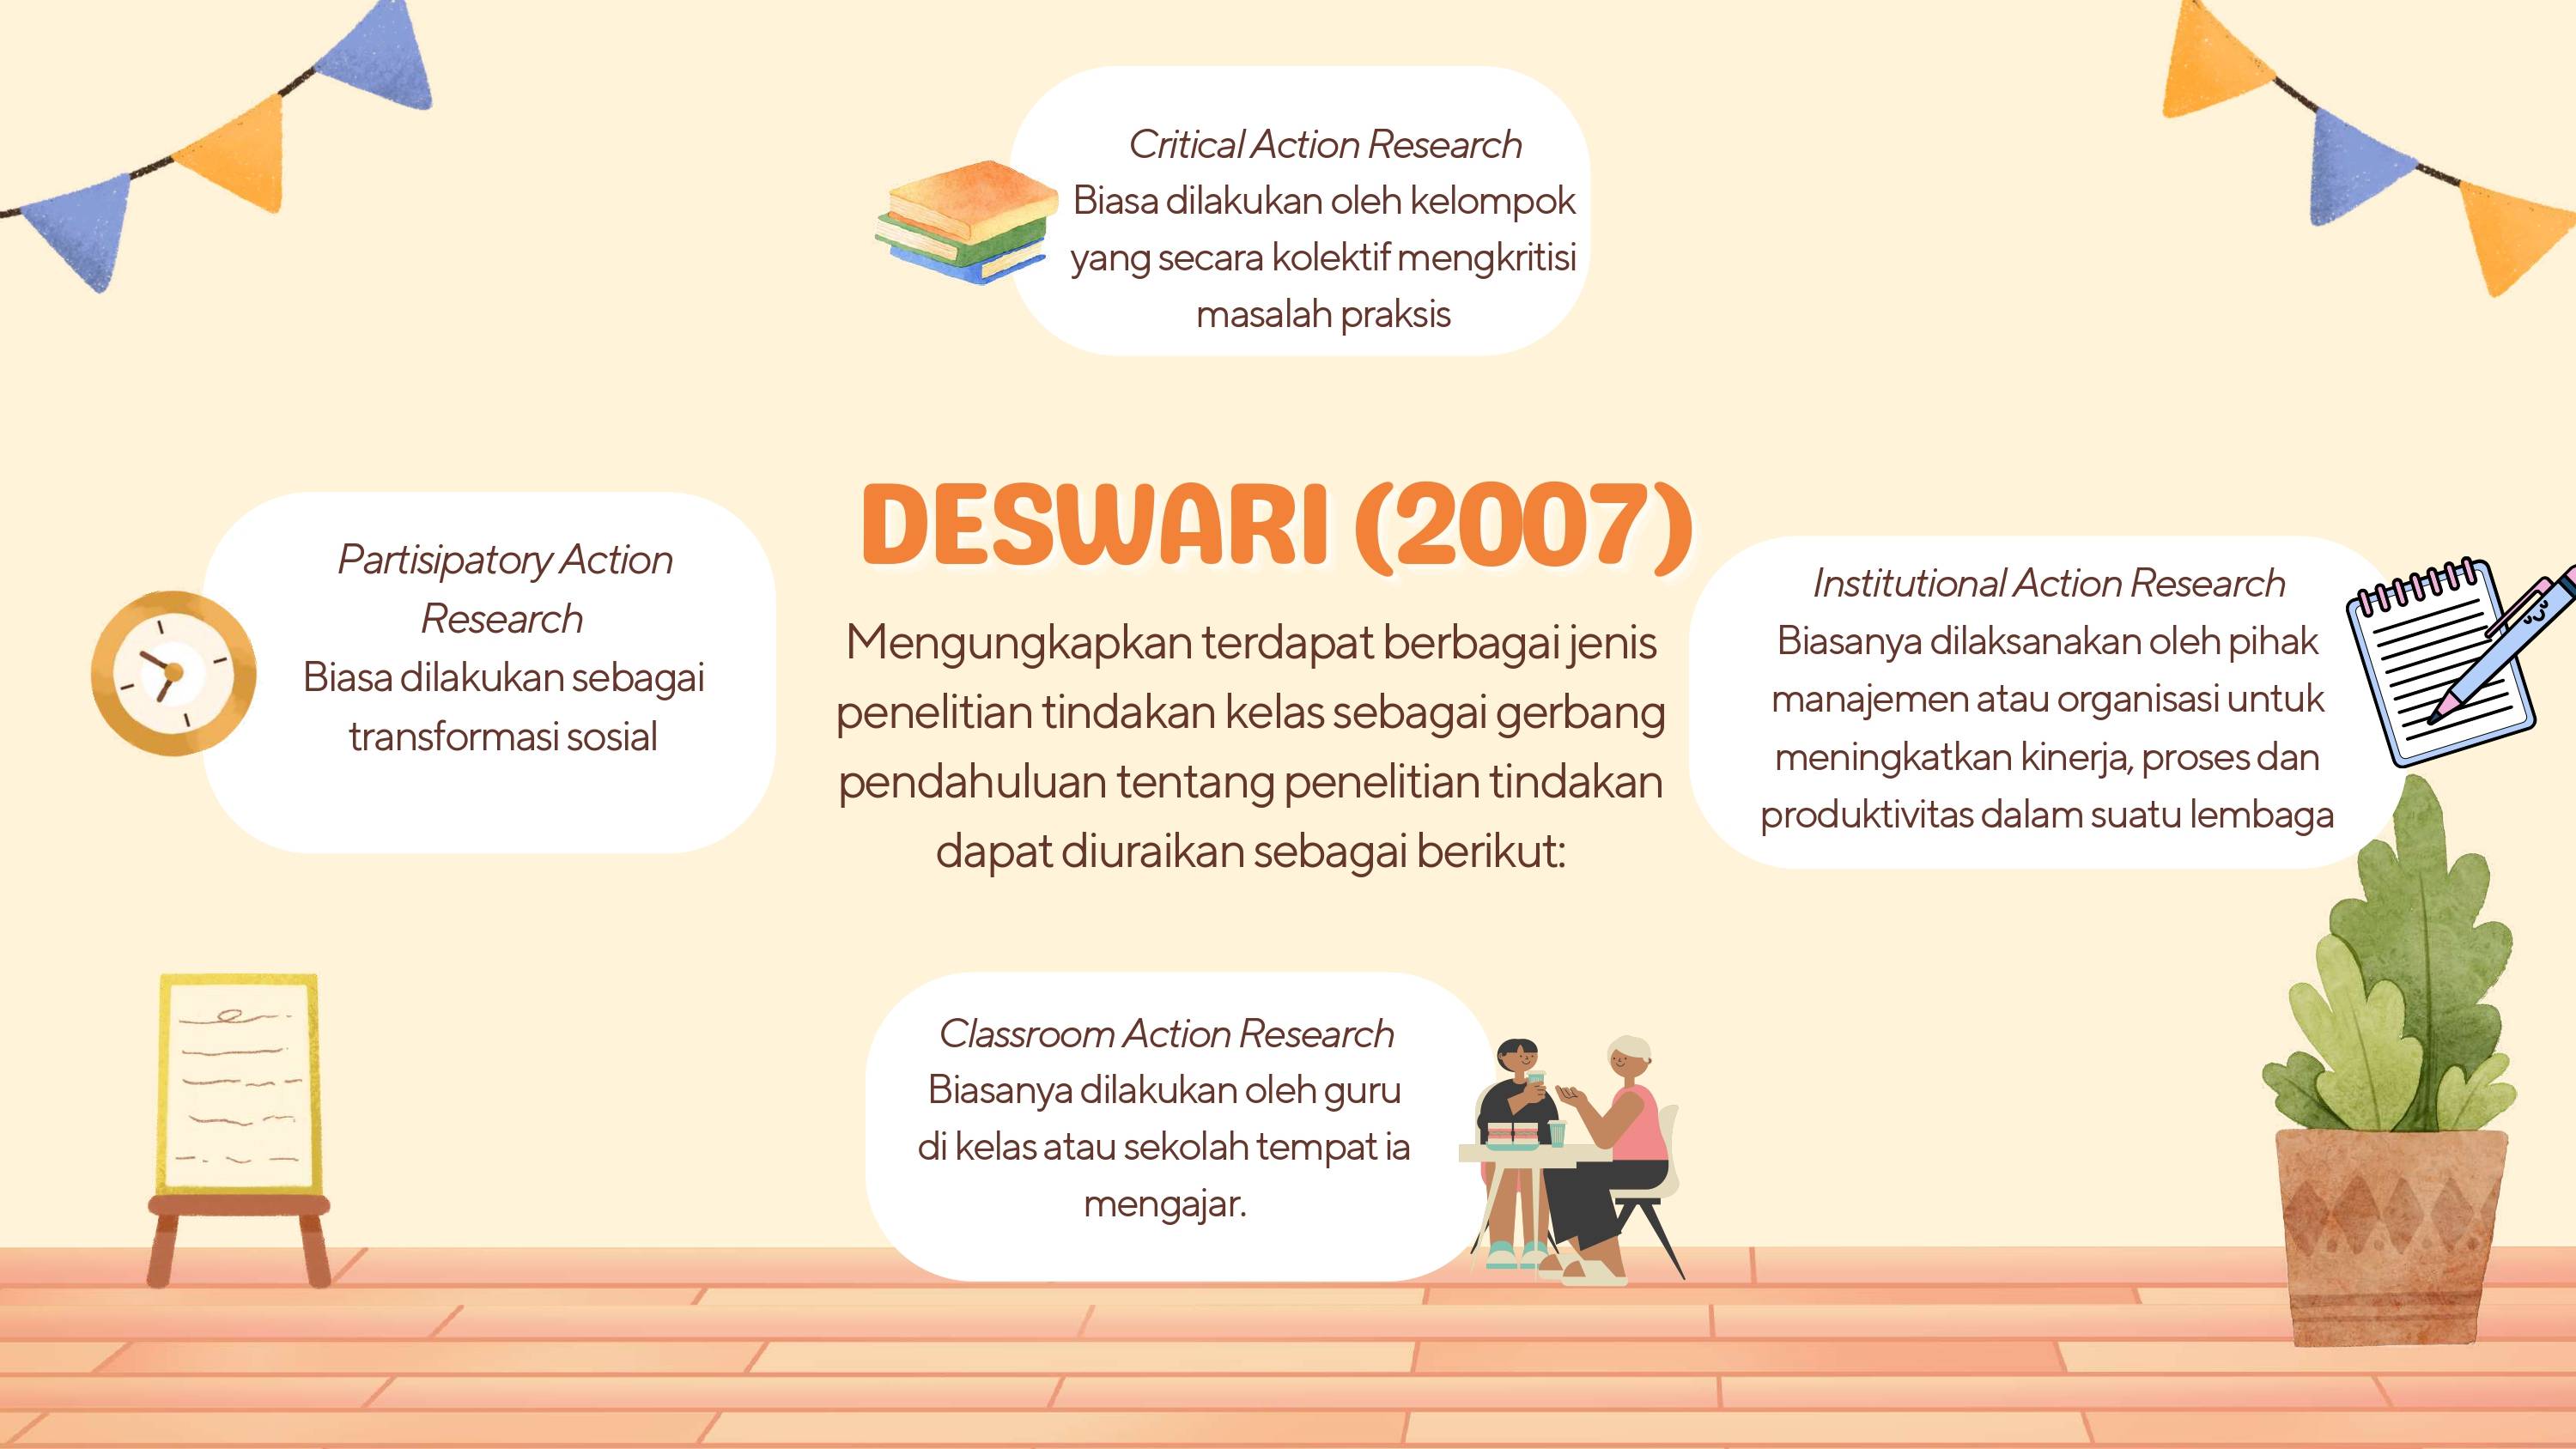 Critical Action Research
Biasa dilakukan oleh kelompok
yang secara kolektif mengkritisi
masalah praksis
DESWARI (2007)
Mengungkapkan terdapat berbagai jenis
penelitian tindakan kelas sebagai gerbang
pendahuluan tentang penelitian tindakan
dapat diuraikan sebagai berikut:
Partisipatory Action
Research
Biasa dilakukan sebagai
transformasi sosial
Institutional Action Research
Biasanya dilaksanakan oleh pihak
manajemen atau organisasi untuk
meningkatkan kinerja, proses dan
produktivitas dalam suatu lembaga
Classroom Action Research
Biasanya dilakukan oleh guru
di kelas atau sekolah tempat ia
mengajar.